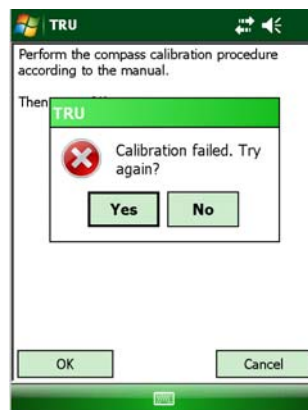 TRU
Perform the compass calibration procedure
according to the manual.
Then
TRU
Calibration failed. Try
again?
Yes No
OK Cancel